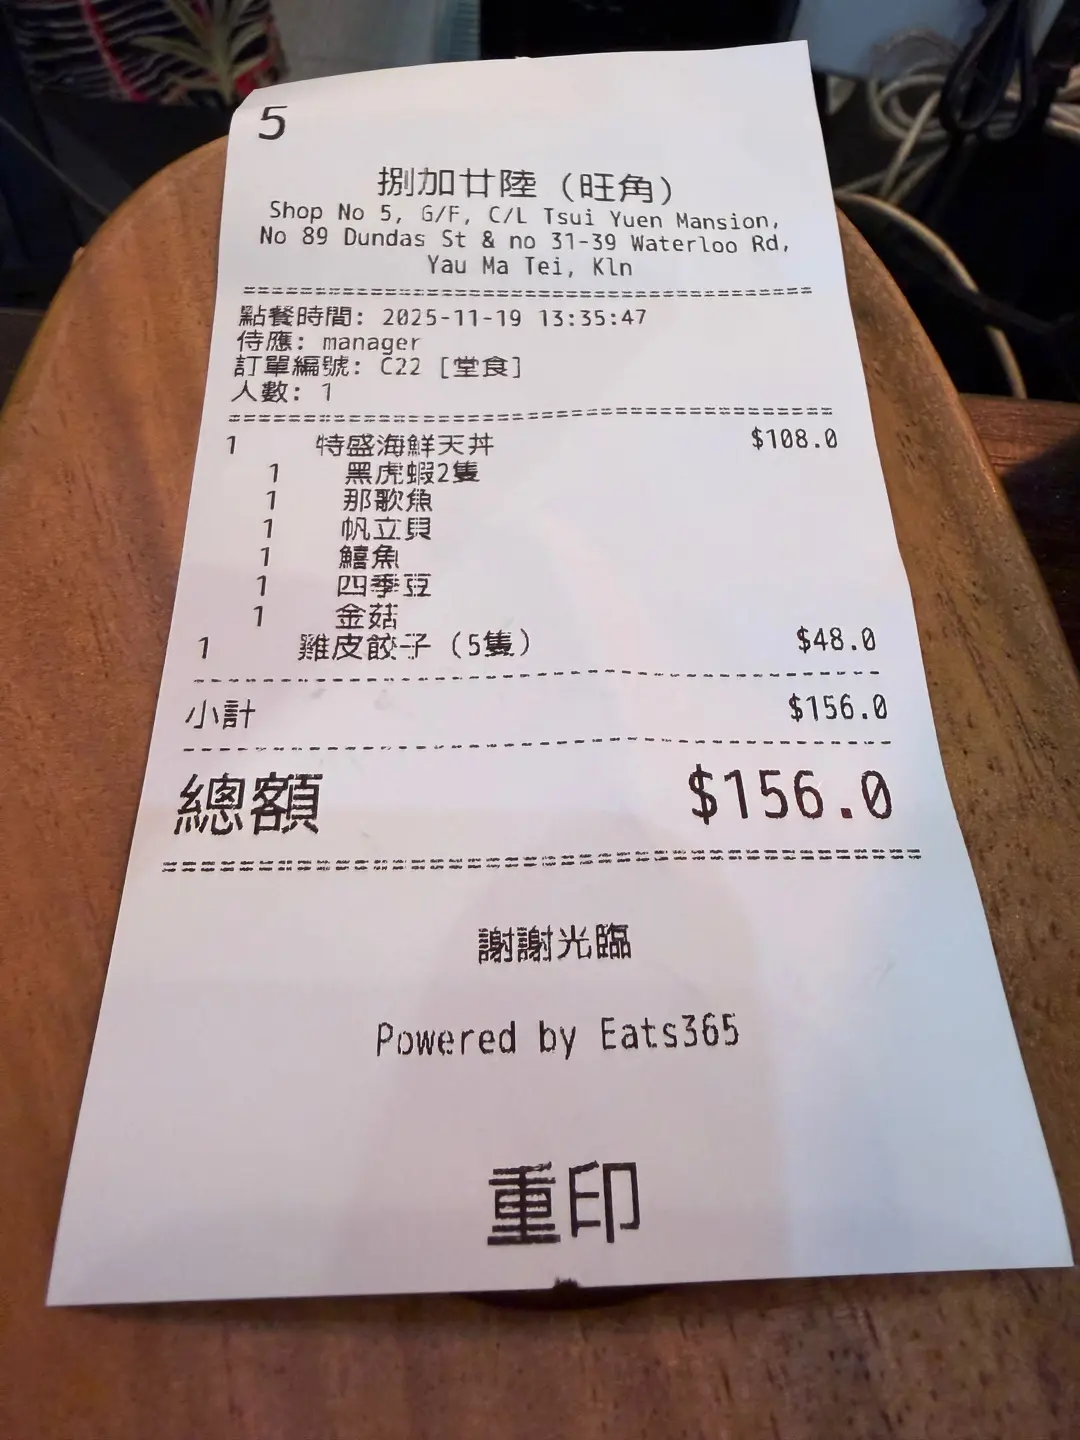 5
捌加廿陸（旺角）
Shop No 5, G/F, C/L Tsui Yuen Mansion,
No 89 Dundas St & no 31-39 Waterloo Rd,
Yau Ma Tei, Kln
點餐時間: 2025-11-19 13:35:47
侍應: manager
訂單編號: C22 [堂食]
人數: 1
1 特盛海鮮天丼 $108.0
1 黑虎蝦2隻
1 那歌魚
1 帆立貝
1 鱚魚
1 四季豆
1 金菇
1 雞皮餃子（5隻） $48.0
小計 $156.0
總額 $156.0
謝謝光臨
Powered by Eats365
重印